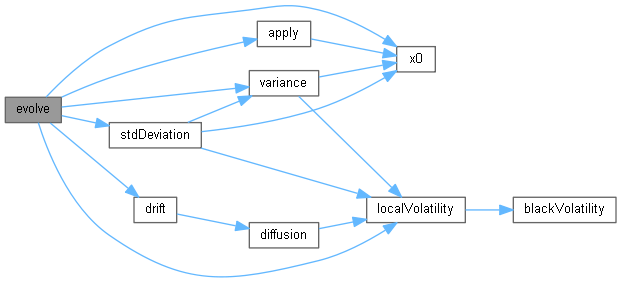 apply
x0
variance
evolve
stdDeviation
drift
localVolatility
blackVolatility
diffusion